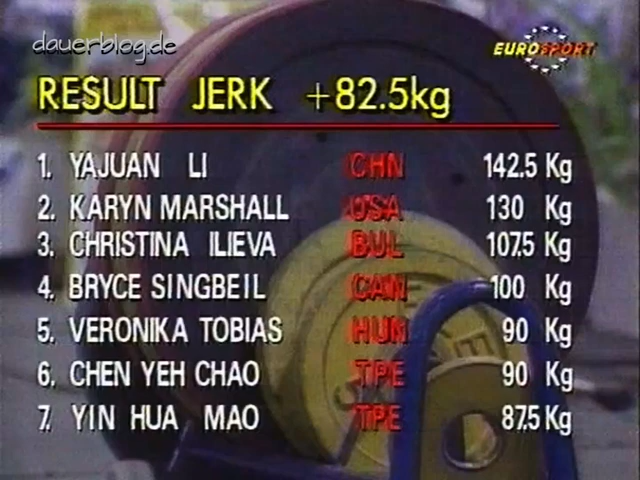 dauerblog.de
EUROSPORT
RESULT JERK +82.5kg
1. YAJUAN LI CHN 142.5 Kg
2. KARYN MARSHALL USA 130 Kg
3. CHRISTINA ILIEVA BUL 107.5 Kg
4. BRYCE SINGBEIL CAN 100 Kg
5. VERONIKA TOBIAS HUN 90 Kg
6. CHEN YEH CHAO TPE 90 Kg
7. YIN HUA MAO TPE 87.5 Kg